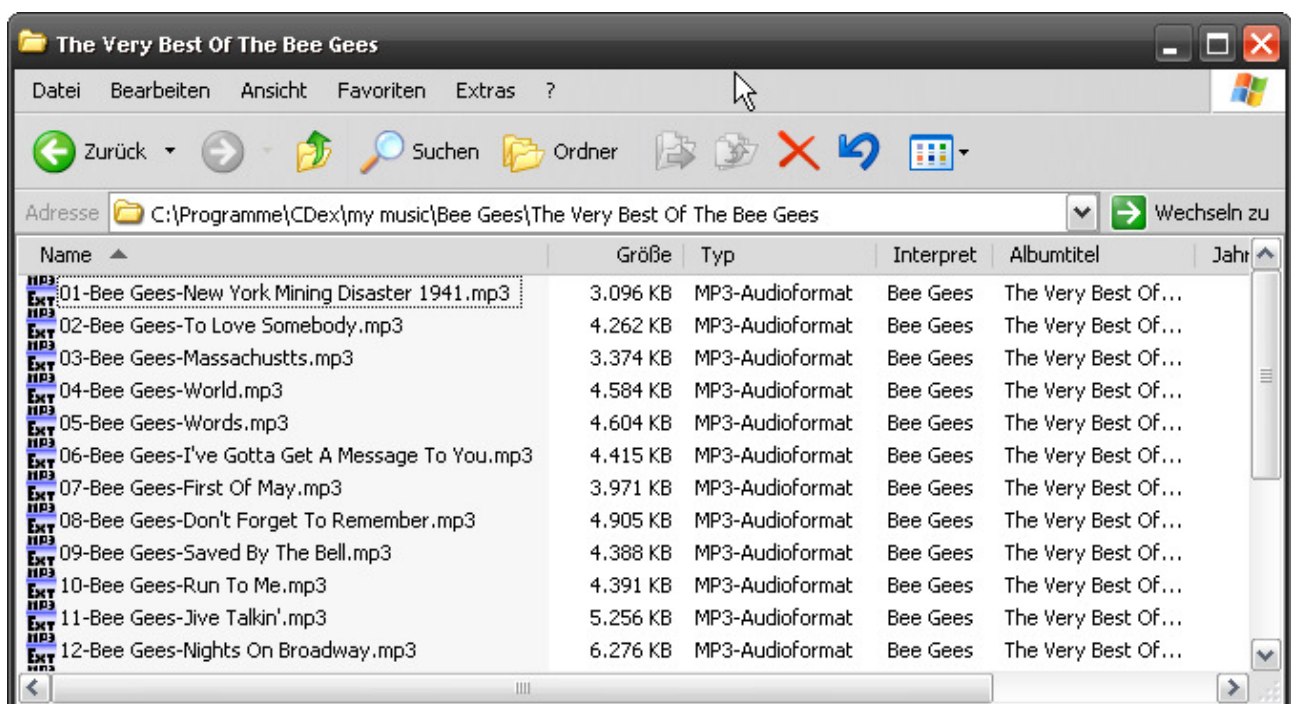 The Very Best Of The Bee Gees
Datei Bearbeiten Ansicht Favoriten Extras ?
Zurück Suchen Ordner
Adresse C:\Programme\CDex\my music\Bee Gees\The Very Best Of The Bee Gees Wechseln zu
Name Größe Typ Interpret Albumtitel Jahr
01-Bee Gees-New York Mining Disaster 1941.mp3 3.096 KB MP3-Audioformat Bee Gees The Very Best Of...
02-Bee Gees-To Love Somebody.mp3 4.262 KB MP3-Audioformat Bee Gees The Very Best Of...
03-Bee Gees-Massachustts.mp3 3.374 KB MP3-Audioformat Bee Gees The Very Best Of...
04-Bee Gees-World.mp3 4.584 KB MP3-Audioformat Bee Gees The Very Best Of...
05-Bee Gees-Words.mp3 4.604 KB MP3-Audioformat Bee Gees The Very Best Of...
06-Bee Gees-I've Gotta Get A Message To You.mp3 4.415 KB MP3-Audioformat Bee Gees The Very Best Of...
07-Bee Gees-First Of May.mp3 3.971 KB MP3-Audioformat Bee Gees The Very Best Of...
08-Bee Gees-Don't Forget To Remember.mp3 4.905 KB MP3-Audioformat Bee Gees The Very Best Of...
09-Bee Gees-Saved By The Bell.mp3 4.388 KB MP3-Audioformat Bee Gees The Very Best Of...
10-Bee Gees-Run To Me.mp3 4.391 KB MP3-Audioformat Bee Gees The Very Best Of...
11-Bee Gees-Jive Talkin'.mp3 5.256 KB MP3-Audioformat Bee Gees The Very Best Of...
12-Bee Gees-Nights On Broadway.mp3 6.276 KB MP3-Audioformat Bee Gees The Very Best Of...